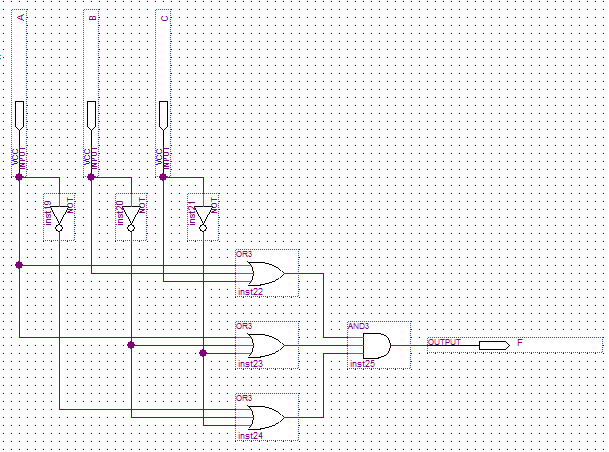 A
B
C
VCC
INPUT
VCC
INPUT
VCC
INPUT
inst19
NOT
inst20
NOT
inst21
NOT
OR3
inst22
OR3
inst23
AND3
inst25
OUTPUT
F
OR3
inst24